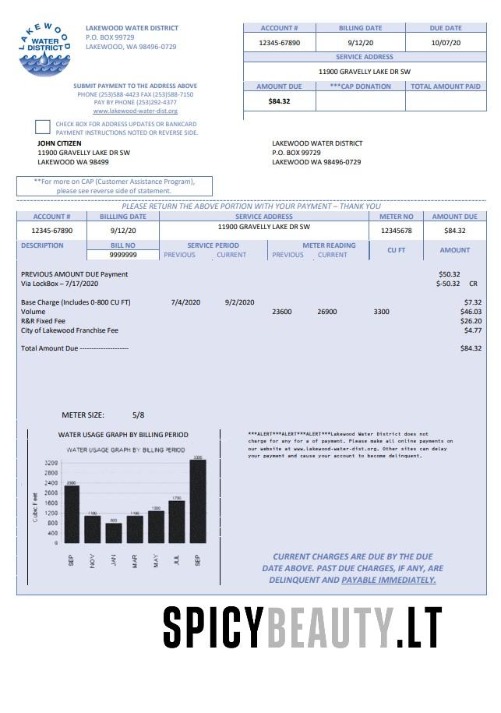 LAKEWOOD
WATER
DISTRICT
LAKEWOOD WATER DISTRICT
P.O. BOX 99729
LAKEWOOD, WA 98496-0729
ACCOUNT # BILLING DATE DUE DATE
12345-67890 9/12/20 10/07/20
SERVICE ADDRESS
11900 GRAVELLY LAKE DR SW
AMOUNT DUE ***CAP DONATION TOTAL AMOUNT PAID
$84.32
SUBMIT PAYMENT TO THE ADDRESS ABOVE
PHONE (253)588-4423 FAX (253)588-7150
PAY BY PHONE (253)292-4377
www.lakewood-water-dist.org
CHECK BOX FOR ADDRESS UPDATES OR BANKCARD
PAYMENT INSTRUCTIONS NOTED OR REVERSE SIDE.
JOHN CITIZEN
11900 GRAVELLY LAKE DR SW
LAKEWOOD WA 98499
LAKEWOOD WATER DISTRICT
P.O. BOX 99729
LAKEWOOD WA 98496-0729
**For more on CAP (Customer Assistance Program),
please see reverse side of statement.
PLEASE RETURN THE ABOVE PORTION WITH YOUR PAYMENT – THANK YOU
ACCOUNT # BILLLING DATE SERVICE ADDRESS METER NO AMOUNT DUE
12345-67890 9/12/20 11900 GRAVELLY LAKE DR SW 12345678 $84.32
DESCRIPTION BILL NO SERVICE PERIOD METER READING CU FT AMOUNT
9999999 PREVIOUS CURRENT PREVIOUS CURRENT
PREVIOUS AMOUNT DUE Payment $50.32
Via LockBox – 7/17/2020 $-50.32 CR
Base Charge (Includes 0-800 CU FT) 7/4/2020 9/2/2020 $7.32
Volume 23600 26900 3300 $46.03
R&R Fixed Fee $26.20
City of Lakewood Franchise Fee $4.77
Total Amount Due -------------------- $84.32
METER SIZE: 5/8
WATER USAGE GRAPH BY BILLING PERIOD
WATER USAGE GRAPH BY BILLING PERIOD
Cubic Feet
3200
2800
2400
2000
1600
1200
800
400
0
SEP NOV JAN MAR MAY JUL SEP
***ALERT***ALERT***ALERT***Lakewood Water District does not
charge for any for a of payment. Please make all online payments on
our website at www.lakewood-water-dist.org. Other sites can delay
your payment and cause your account to become delinquent.
CURRENT CHARGES ARE DUE BY THE DUE
DATE ABOVE. PAST DUE CHARGES, IF ANY, ARE
DELINQUENT AND PAYABLE IMMEDIATELY.
SPICYBEAUTY.LT